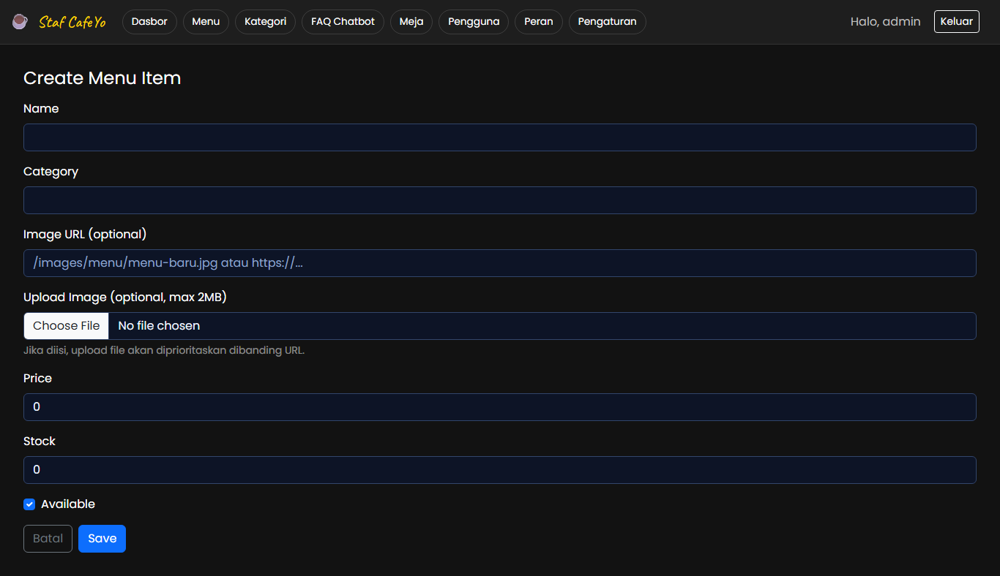 Staf CafeYo Dasbor Menu Kategori FAQ Chatbot Meja Pengguna Peran Pengaturan Halo, admin Keluar
Create Menu Item
Name
Category
Image URL (optional)
/images/menu/menu-baru.jpg atau https://...
Upload Image (optional, max 2MB)
Choose File No file chosen
Jika diisi, upload file akan diprioritaskan dibanding URL.
Price
0
Stock
0
Available
Batal Save